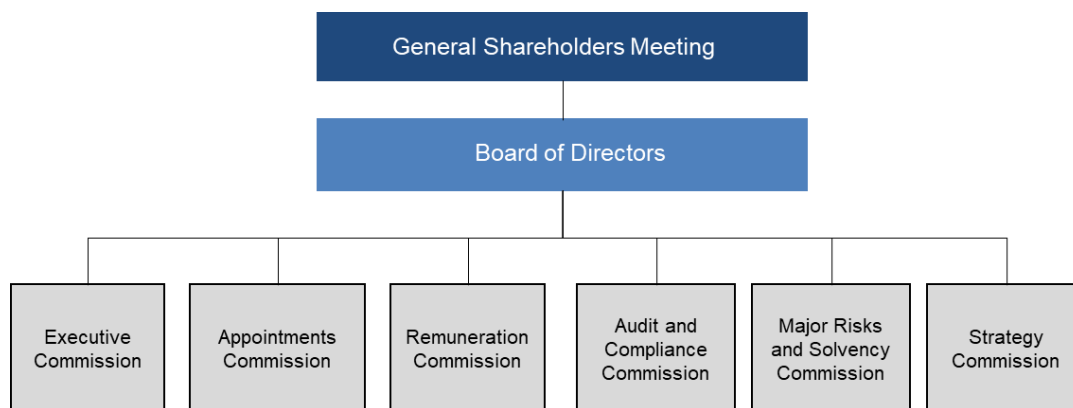 General Shareholders Meeting
Board of Directors
Executive
Commission
Appointments
Commission
Remuneration
Commission
Audit and
Compliance
Commission
Major Risks
and Solvency
Commission
Strategy
Commission